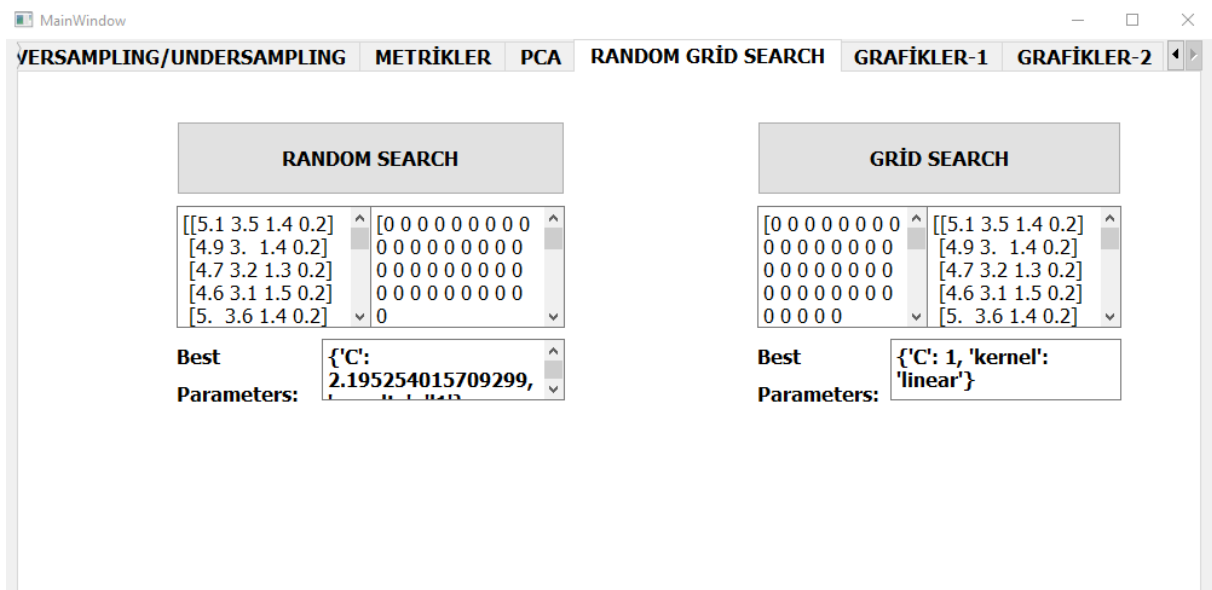 MainWindow
VERSAMPLING/UNDERSAMPLING METRİKLER PCA RANDOM GRİD SEARCH GRAFİKLER-1 GRAFİKLER-2
RANDOM SEARCH
[[5.1 3.5 1.4 0.2]
[4.9 3. 1.4 0.2]
[4.7 3.2 1.3 0.2]
[4.6 3.1 1.5 0.2]
[5. 3.6 1.4 0.2]
[0 0 0 0 0 0 0 0 0
0 0 0 0 0 0 0 0 0
0 0 0 0 0 0 0 0 0
0 0 0 0 0 0 0 0 0
0
Best
Parameters:
{'C':
2.195254015709299,
GRİD SEARCH
[0 0 0 0 0 0 0 0
0 0 0 0 0 0 0 0
0 0 0 0 0 0 0 0
0 0 0 0 0 0 0 0
0 0 0 0 0
[[5.1 3.5 1.4 0.2]
[4.9 3. 1.4 0.2]
[4.7 3.2 1.3 0.2]
[4.6 3.1 1.5 0.2]
[5. 3.6 1.4 0.2]
Best
Parameters:
{'C': 1, 'kernel':
'linear'}